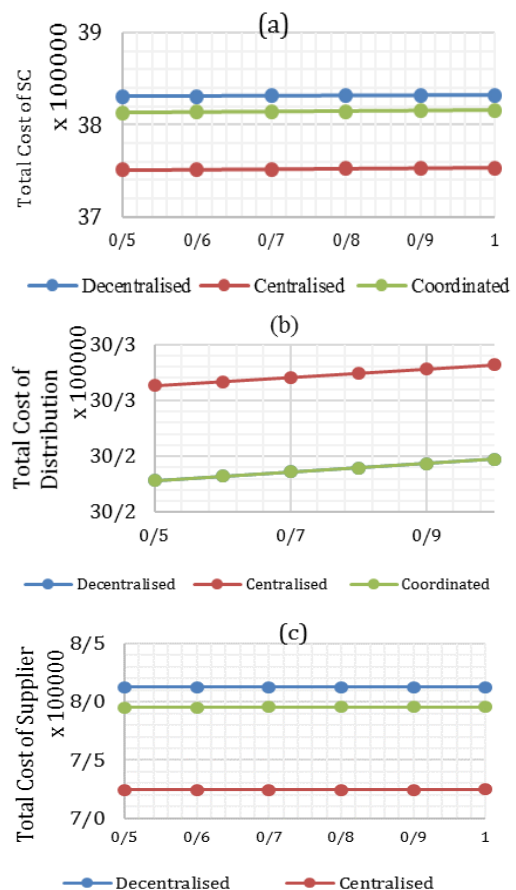 (a)
Total Cost of SC
x 100000
39
38
37
0/5 0/6 0/7 0/8 0/9 1
Decentralised Centralised Coordinated
(b)
Total Cost of
Distribution
x 100000
30/3
30/3
30/2
30/2
0/5 0/7 0/9
Decentralised Centralised Coordinated
(c)
Total Cost of Supplier
x 100000
8/5
8/0
7/5
7/0
0/5 0/6 0/7 0/8 0/9 1
Decentralised Centralised